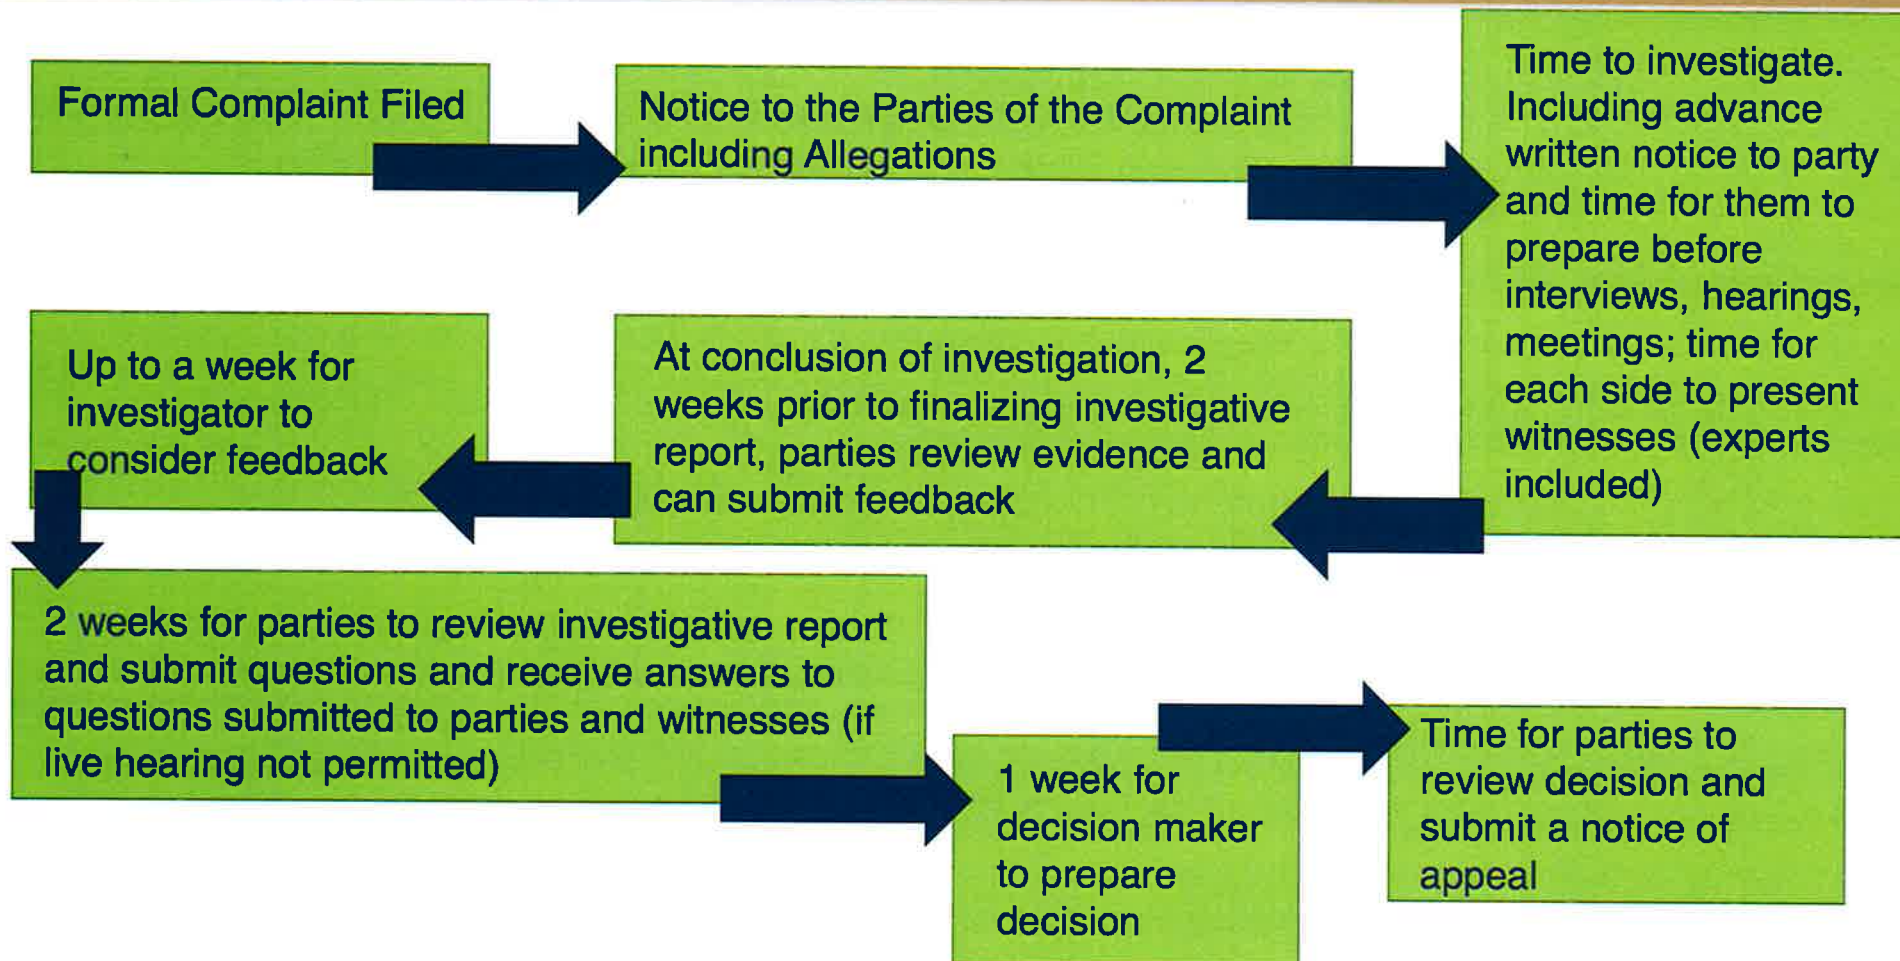 Formal Complaint Filed
Notice to the Parties of the Complaint
including Allegations
Time to investigate.
Including advance
written notice to party
and time for them to
prepare before
interviews, hearings,
meetings; time for
each side to present
witnesses (experts
included)
At conclusion of investigation, 2
weeks prior to finalizing investigative
report, parties review evidence and
can submit feedback
Up to a week for
investigator to
consider feedback
2 weeks for parties to review investigative report
and submit questions and receive answers to
questions submitted to parties and witnesses (if
live hearing not permitted)
1 week for
decision maker
to prepare
decision
Time for parties to
review decision and
submit a notice of
appeal